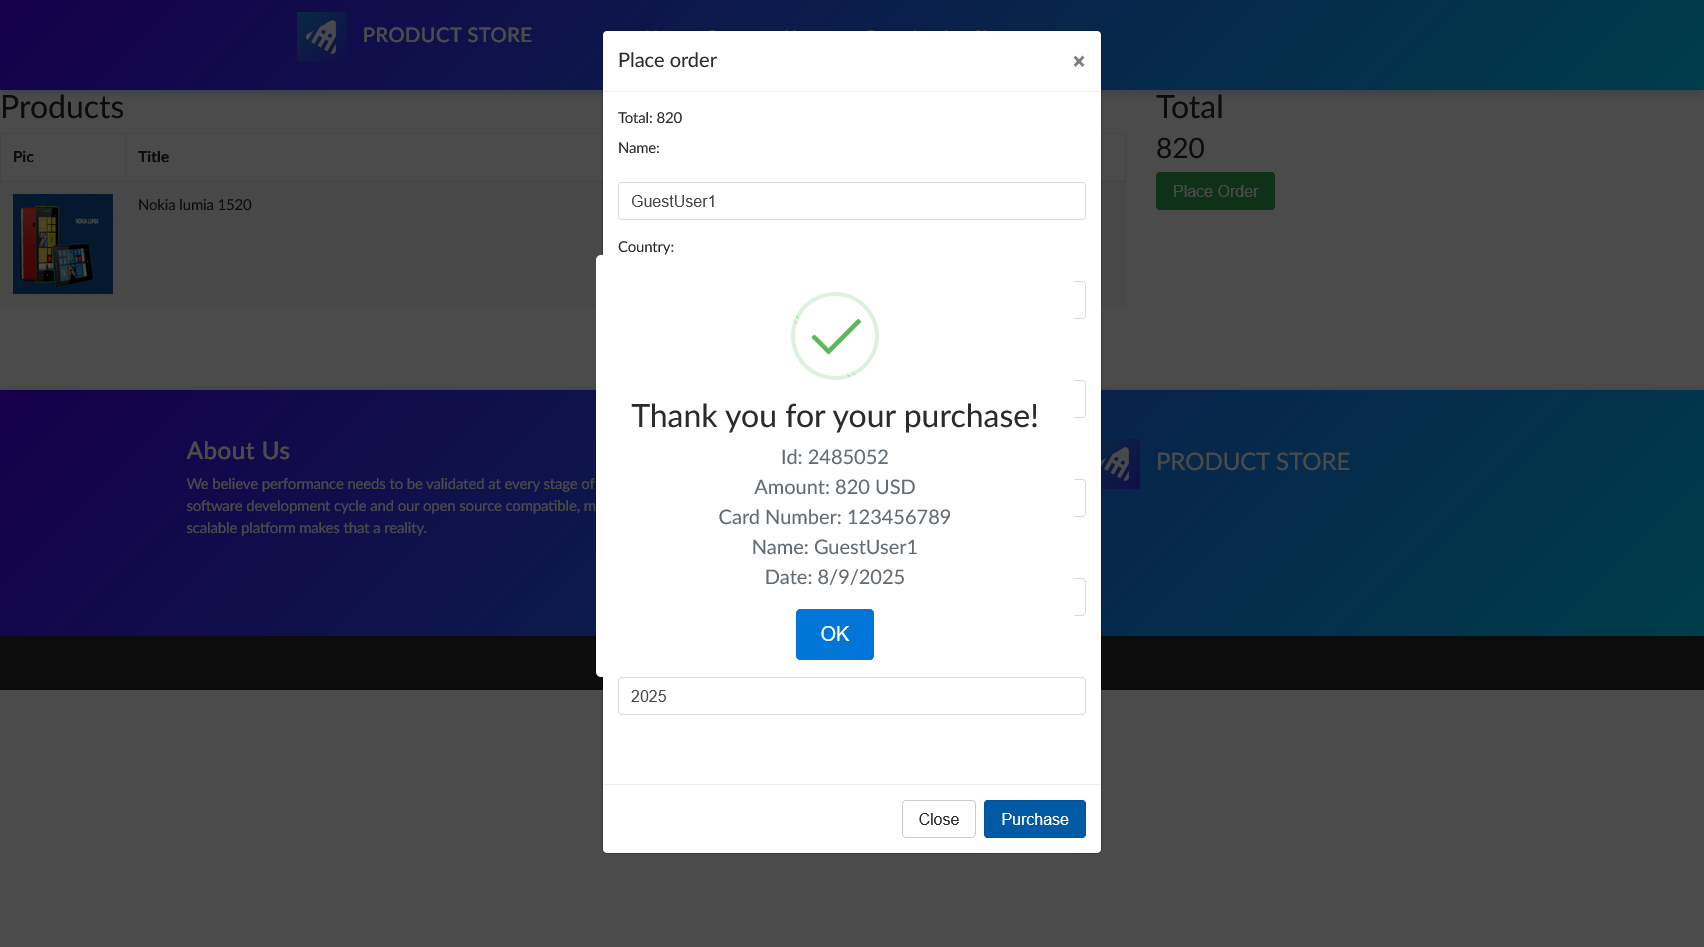 PRODUCT STORE
Place order
×
Products
Total
Total: 820
820
Name:
Pic
Title
Place Order
Nokia lumia 1520
NOKIA LUMIA
GuestUser1
Country:
Thank you for your purchase!
Id: 2485052
Amount: 820 USD
Card Number: 123456789
Name: GuestUser1
Date: 8/9/2025
OK
About Us
We believe performance needs to be validated at every stage of
software development cycle and our open source compatible, m
scalable platform makes that a reality.
PRODUCT STORE
2025
Close
Purchase